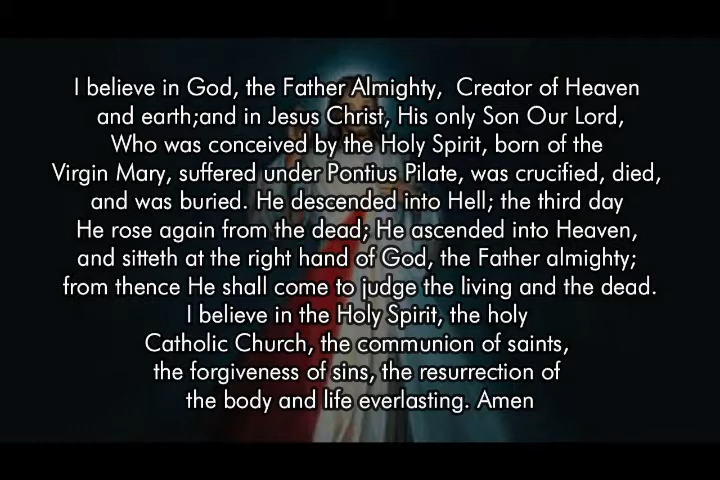 I believe in God, the Father Almighty, Creator of Heaven
and earth;and in Jesus Christ, His only Son Our Lord,
Who was conceived by the Holy Spirit, born of the
Virgin Mary, suffered under Pontius Pilate, was crucified, died,
and was buried. He descended into Hell; the third day
He rose again from the dead; He ascended into Heaven,
and sitteth at the right hand of God, the Father almighty;
from thence He shall come to judge the living and the dead.
I believe in the Holy Spirit, the holy
Catholic Church, the communion of saints,
the forgiveness of sins, the resurrection of
the body and life everlasting. Amen